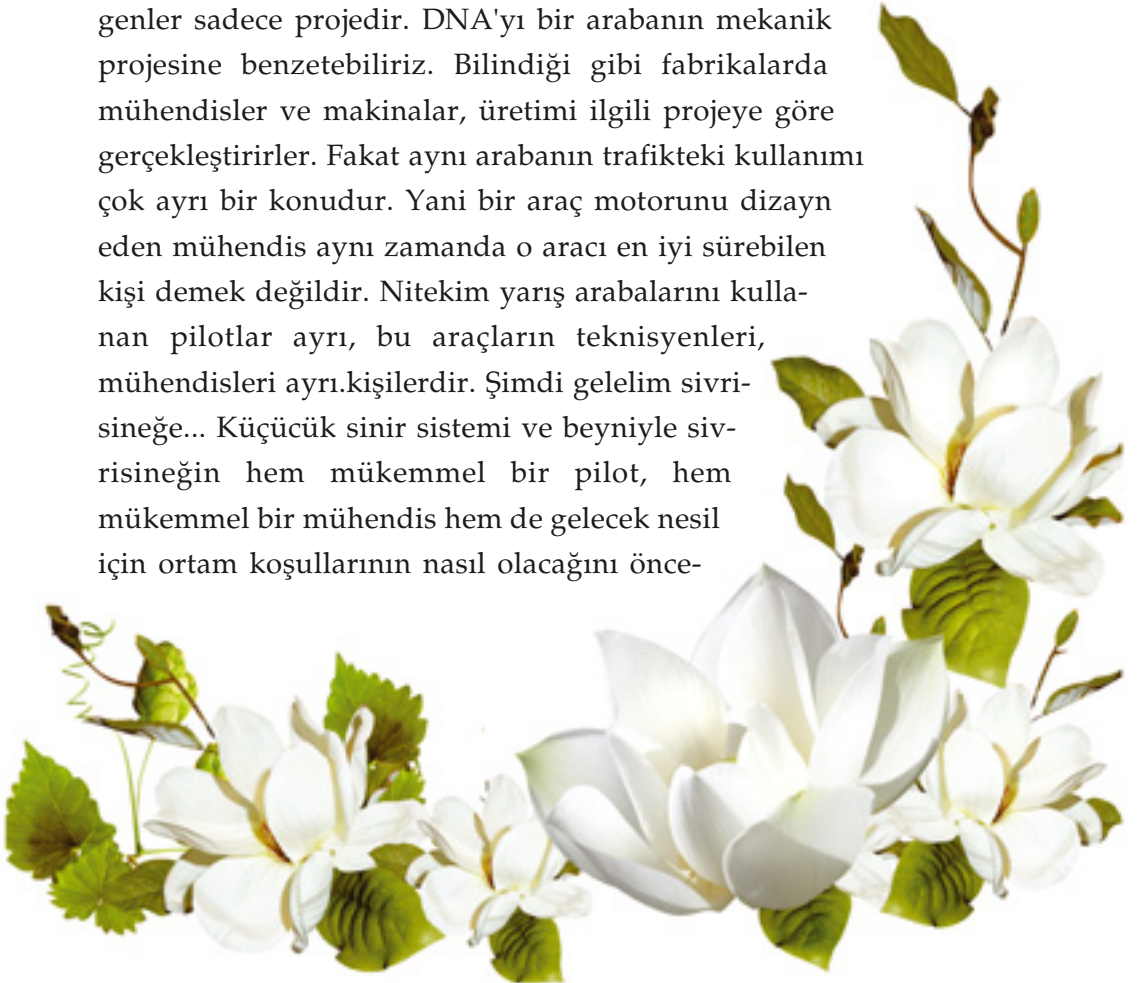 genler sadece projedir. DNA'yı bir arabanın mekanik
projesine benzetebiliriz. Bilindiği gibi fabrikalarda
mühendisler ve makinalar, üretimi ilgili projeye göre
gerçekleştirirler. Fakat aynı arabanın trafikteki kullanımı
çok ayrı bir konudur. Yani bir araç motorunu dizayn
eden mühendis aynı zamanda o aracı en iyi sürebilen
kişi demek değildir. Nitekim yarış arabalarını kulla-
nan pilotlar ayrı, bu araçların teknisyenleri,
mühendisleri ayrı.kişilerdir. Şimdi gelelim sivri-
sineğe... Küçücük sinir sistemi ve beyniyle siv-
risineğin hem mükemmel bir pilot, hem
mükemmel bir mühendis hem de gelecek nesil
için ortam koşullarının nasıl olacağını önce-